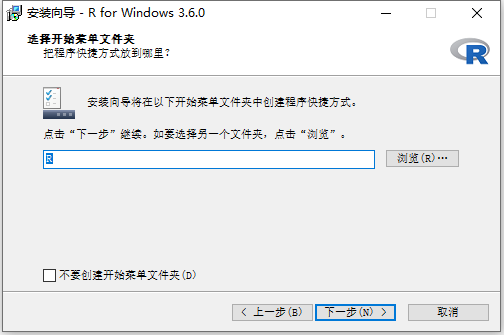 安装向导 - R for Windows 3.6.0
选择开始菜单文件夹
把程序快捷方式放到哪里?
R
安装向导将在以下开始菜单文件夹中创建程序快捷方式。
点击“下一步”继续。如要选择另一个文件夹，点击“浏览”。
R
浏览(R)…
不要创建开始菜单文件夹(D)
< 上一步(B)
下一步(N) >
取消